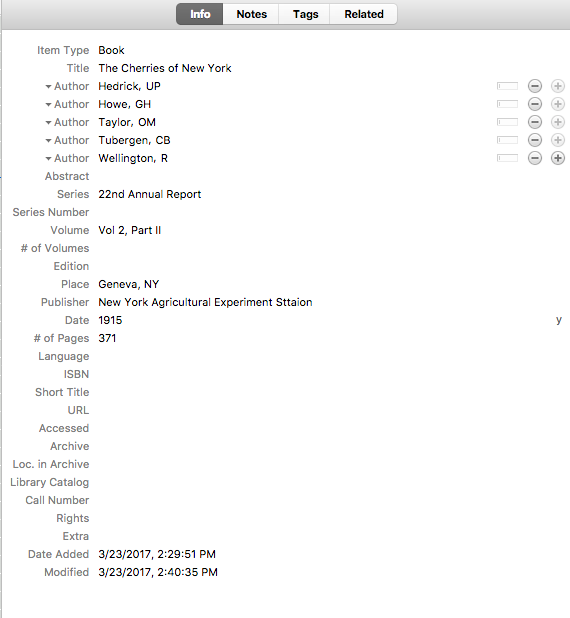 Info Notes Tags Related
Item Type Book
Title The Cherries of New York
Author Hedrick, UP
Author Howe, GH
Author Taylor, OM
Author Tubergen, CB
Author Wellington, R
Abstract
Series 22nd Annual Report
Series Number
Volume Vol 2, Part II
# of Volumes
Edition
Place Geneva, NY
Publisher New York Agricultural Experiment Sttaion
Date 1915 y
# of Pages 371
Language
ISBN
Short Title
URL
Accessed
Archive
Loc. in Archive
Library Catalog
Call Number
Rights
Extra
Date Added 3/23/2017, 2:29:51 PM
Modified 3/23/2017, 2:40:35 PM